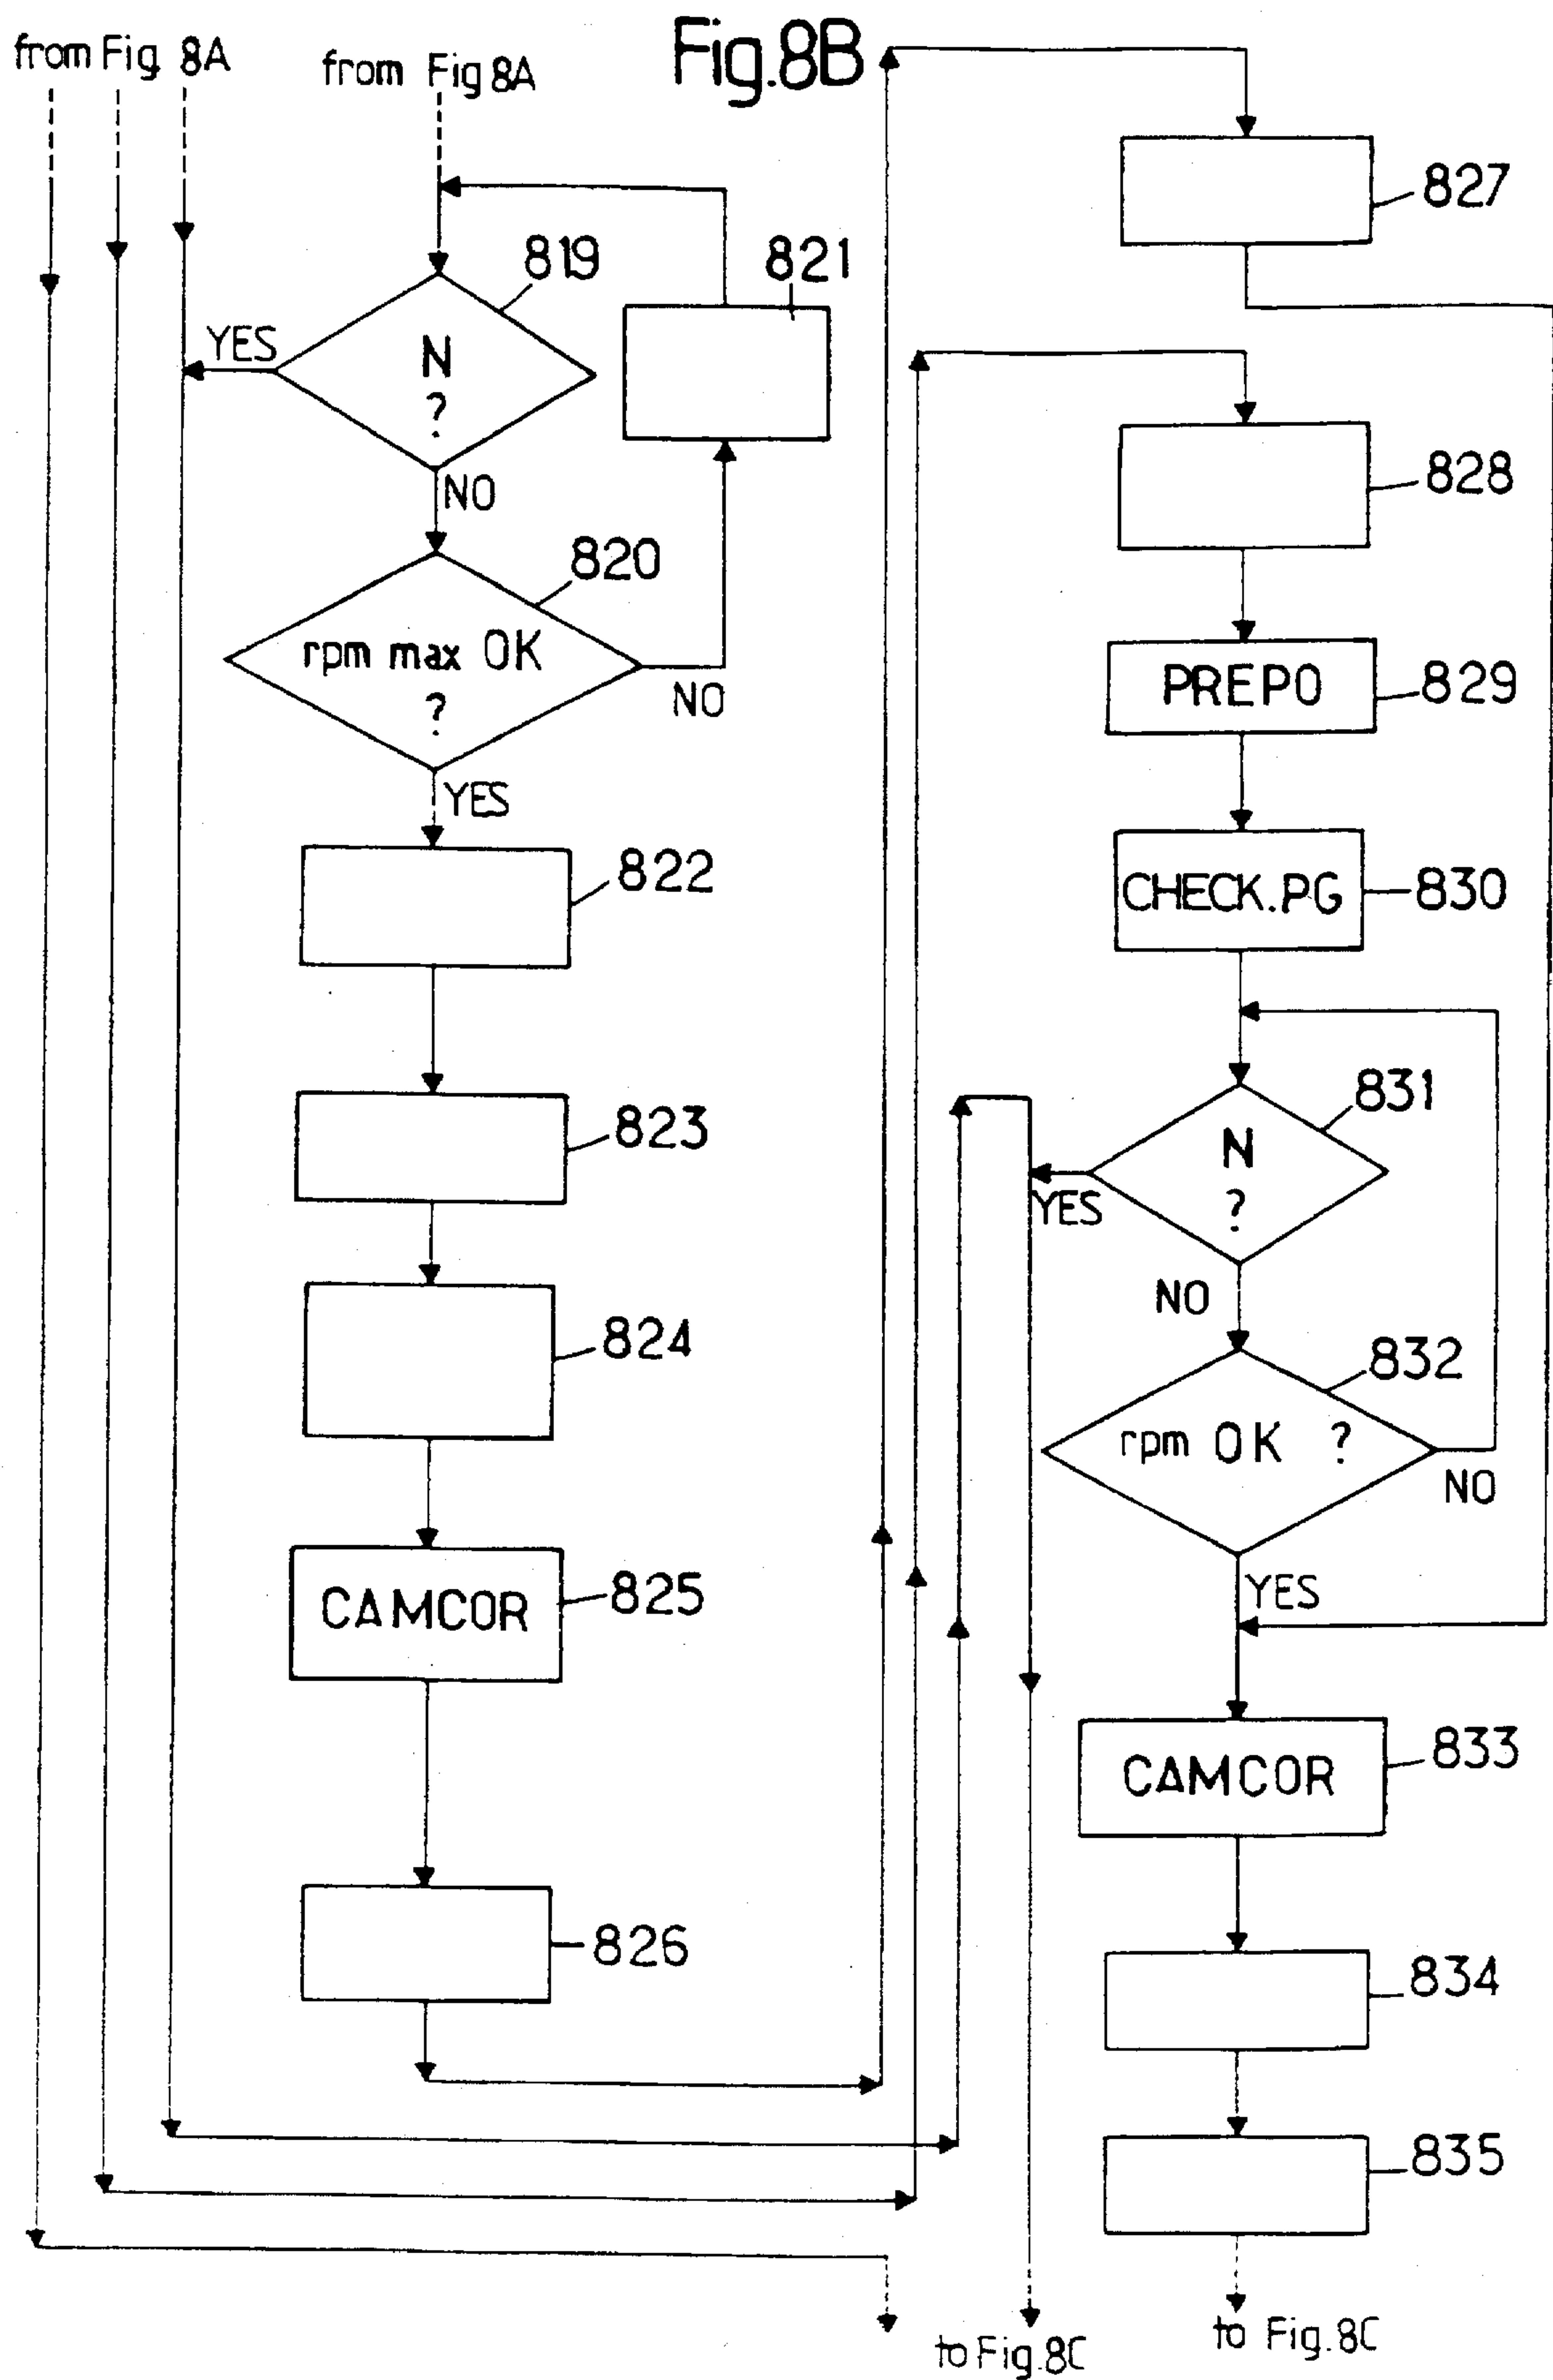 Fig.8B
from Fig 8A
from Fig 8A
819
N
?
YES
NO
821
820
rpm max OK
?
NO
YES
822
823
824
CAMCOR
825
826
827
828
PREPO
829
CHECK.PG
830
831
N
?
YES
NO
832
rpm OK ?
NO
YES
CAMCOR
833
834
835
to Fig.8C
to Fig.8C